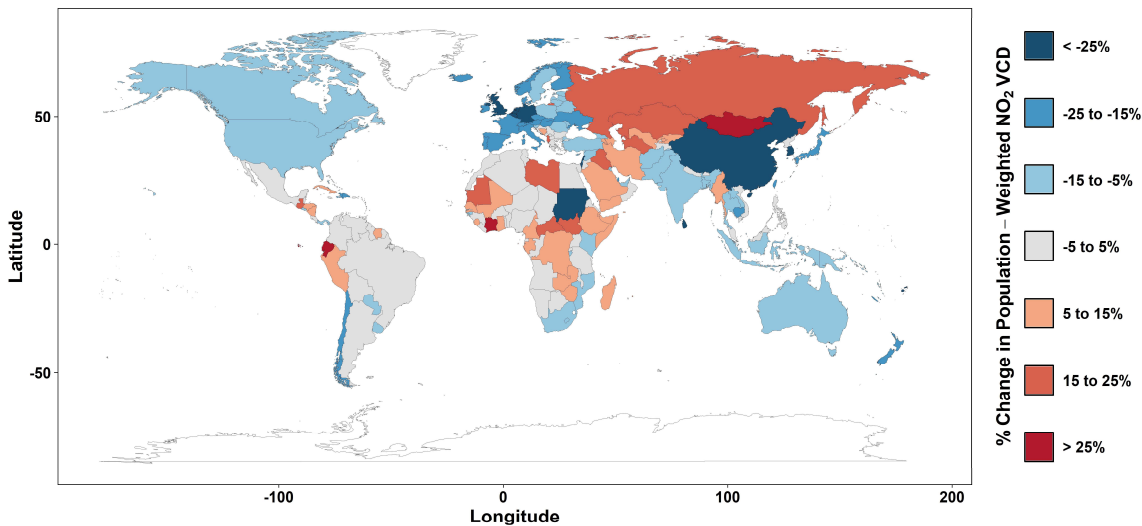 50
0
-50
Latitude
-100
0
100
200
Longitude
% Change in Population – Weighted NO₂ VCD
< -25%
-25 to -15%
-15 to -5%
-5 to 5%
5 to 15%
15 to 25%
> 25%